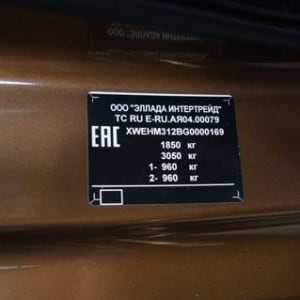 ООО "ЭЛЛАДА ИНТЕРТРЕЙД"
ТС RU Е-RU.АЯ04.00079
EAC
XWEHM312BG0000169
1850 кг
3050 кг
1- 960 кг
2- 960 кг